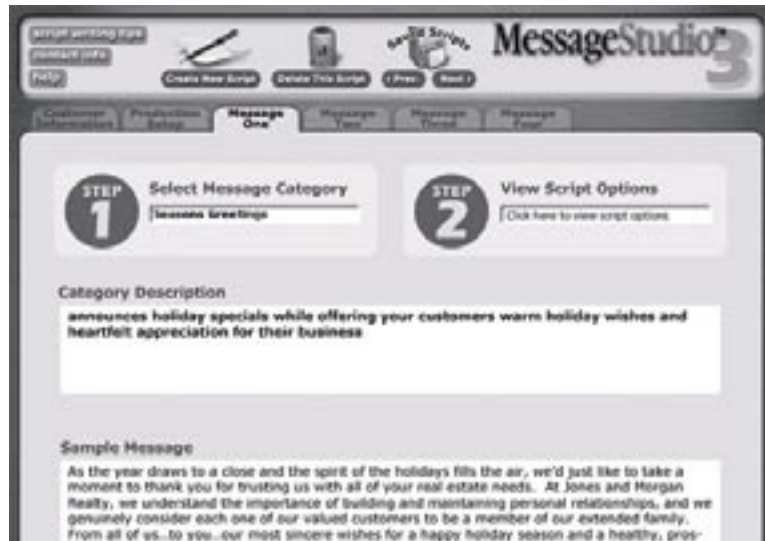 script writing tips
contact info
help
Create New Script
Delete This Script
Saved Scripts
‹ Prev
Next ›
MessageStudio™
3
Customer Information
Production Setup
Message One
Message Two
Message Three
Message Four
STEP 1
Select Message Category
Seasons Greetings
STEP 2
View Script Options
Click here to view script options
Category Description
announces holiday specials while offering your customers warm holiday wishes and
heartfelt appreciation for their business
Sample Message
As the year draws to a close and the spirit of the holidays fills the air, we'd just like to take a
moment to thank you for trusting us with all of your real estate needs. At Jones and Morgan
Realty, we understand the importance of building and maintaining personal relationships, and we
genuinely consider each one of our valued customers to be a member of our extended family.
From all of us..to you..our most sincere wishes for a happy holiday season and a healthy, pros-